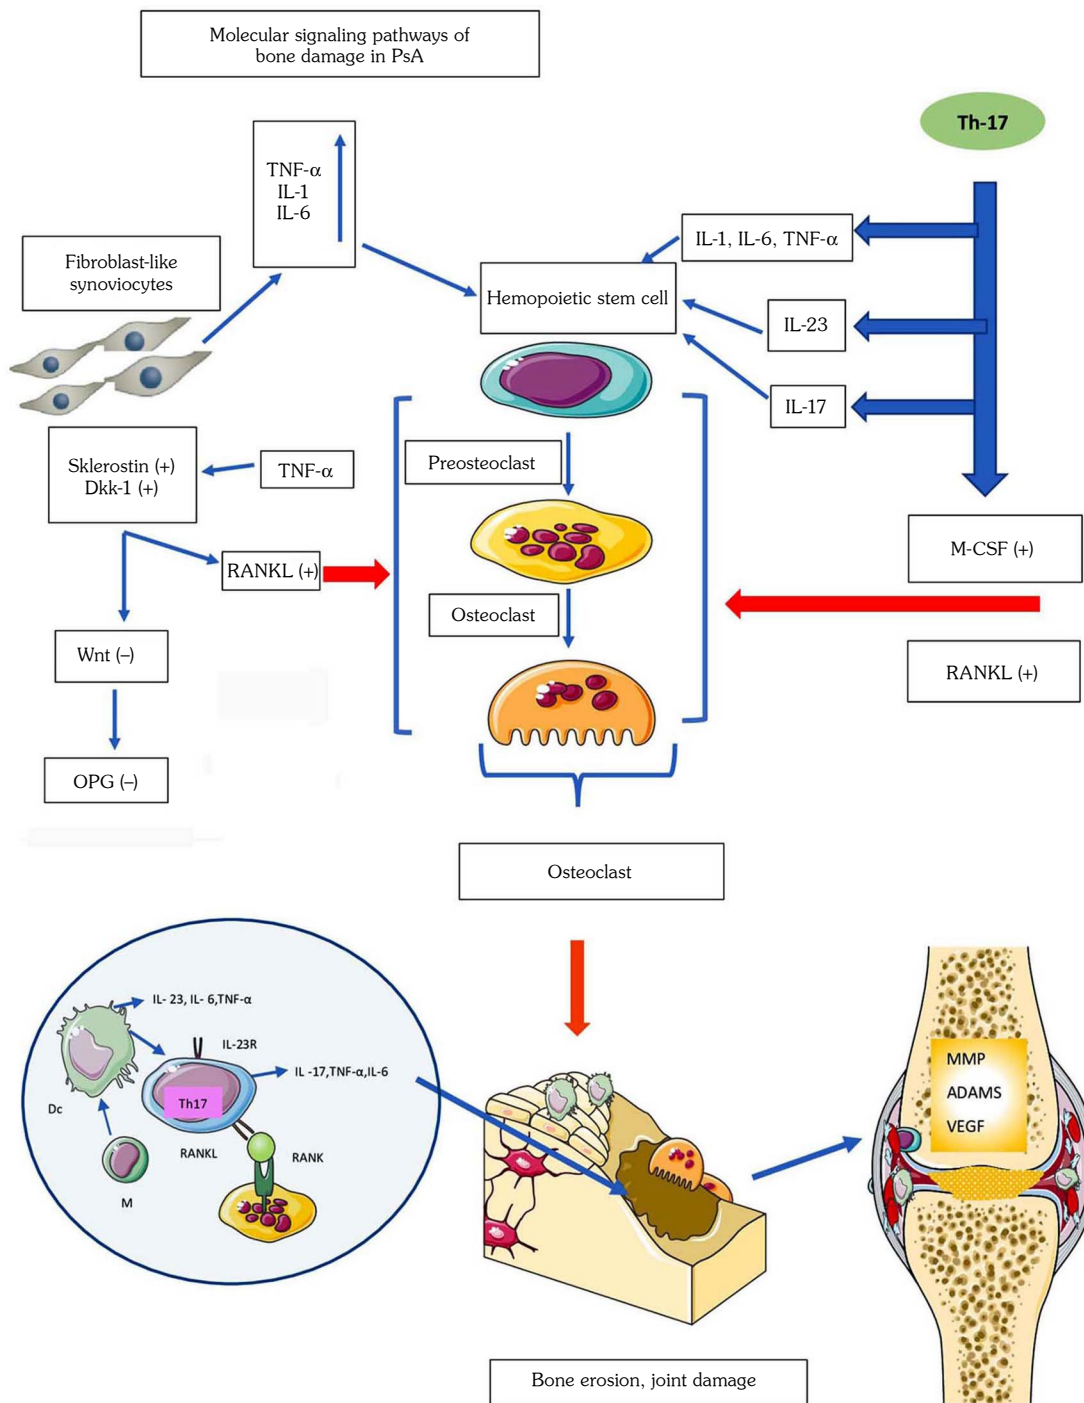 Molecular signaling pathways of
bone damage in PsA
Th-17
TNF-α
IL-1
IL-6
IL-1, IL-6, TNF-α
Fibroblast-like
synoviocytes
Hemopoietic stem cell
IL-23
IL-17
Sklerostin (+)
Dkk-1 (+)
TNF-α
Preosteoclast
RANKL (+)
M-CSF (+)
Osteoclast
Wnt (–)
RANKL (+)
OPG (–)
Osteoclast
IL- 23, IL- 6,TNF-α
IL-23R
IL -17,TNF-α,IL-6
Th17
Dc
RANKL
RANK
M
MMP
ADAMS
VEGF
Bone erosion, joint damage